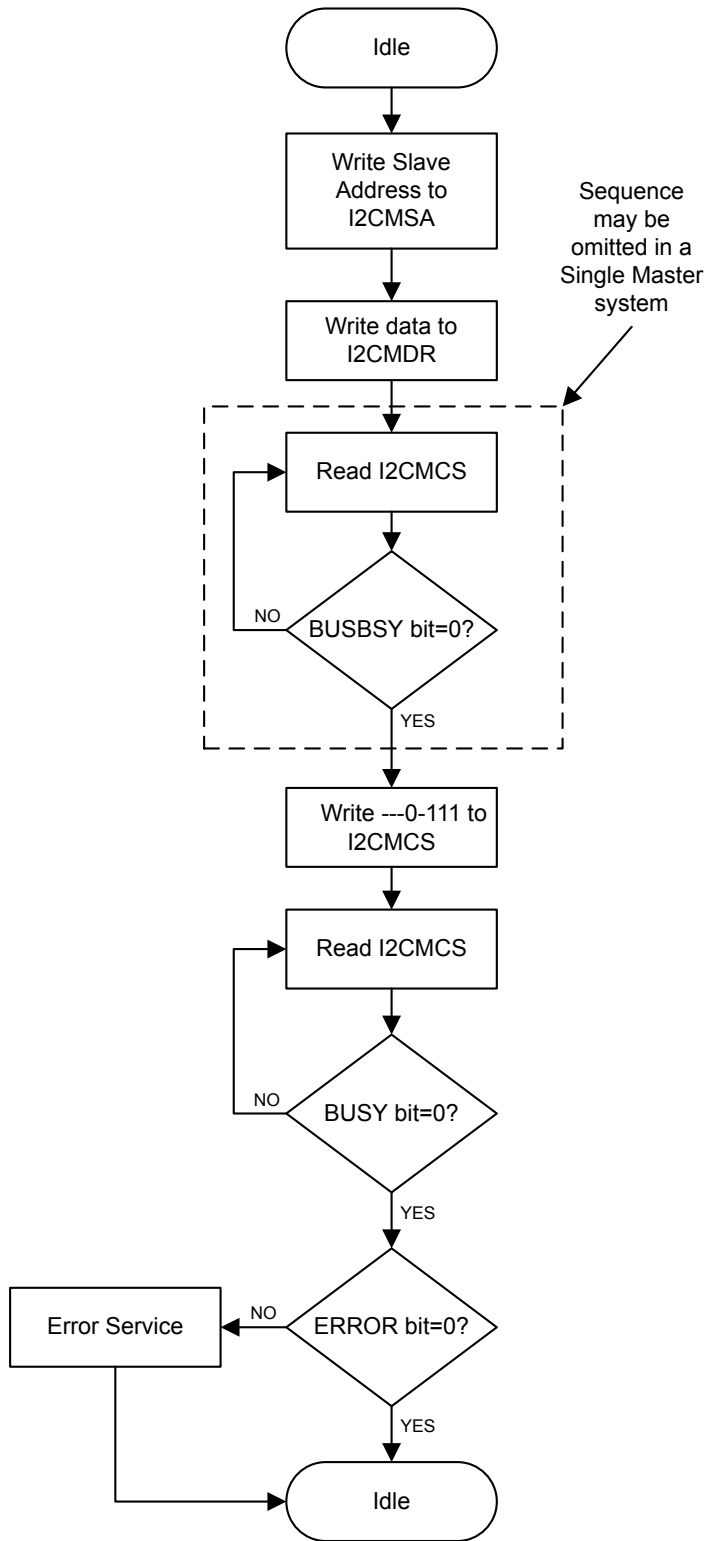 Idle
Write Slave
Address to
I2CMSA
Sequence
may be
omitted in a
Single Master
system
Write data to
I2CMDR
Read I2CMCS
NO
BUSBSY bit=0?
YES
Write ---0-111 to
I2CMCS
Read I2CMCS
NO
BUSY bit=0?
YES
Error Service
NO
ERROR bit=0?
YES
Idle